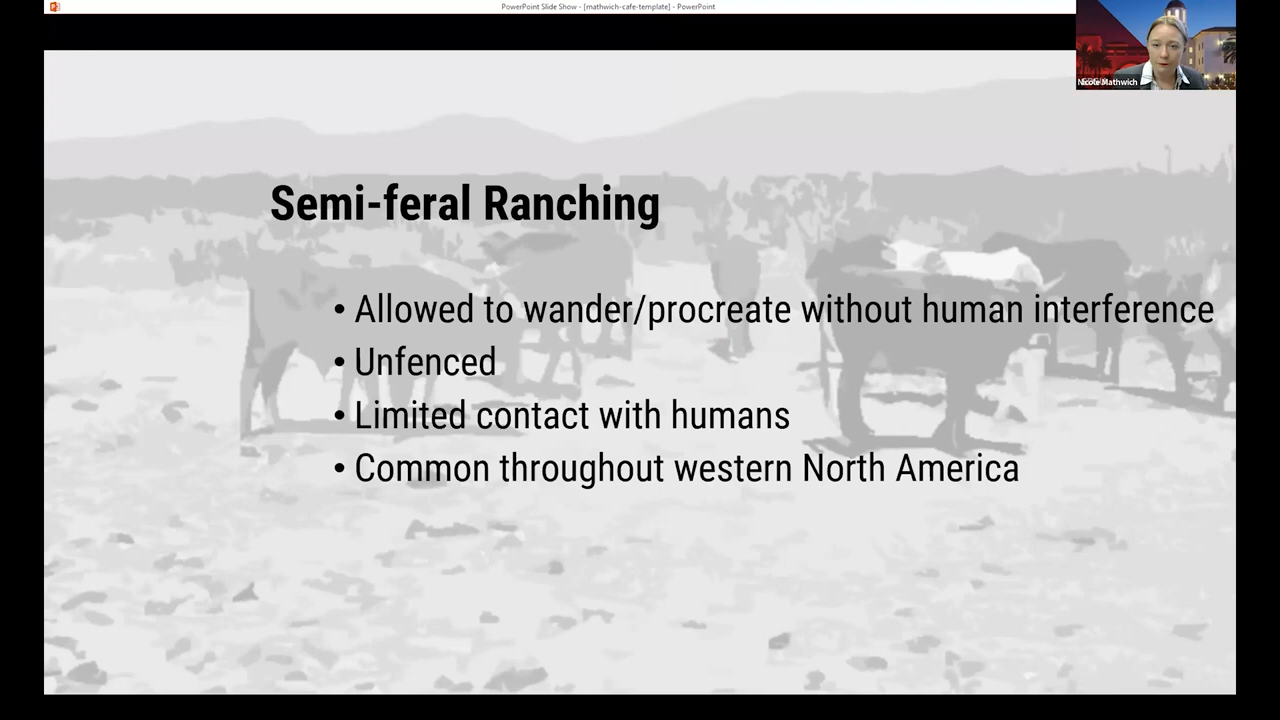 PowerPoint Slide Show - [mathwich-cafe-template] - PowerPoint
Nicole Mathwich
Semi-feral Ranching
• Allowed to wander/procreate without human interference
• Unfenced
• Limited contact with humans
• Common throughout western North America